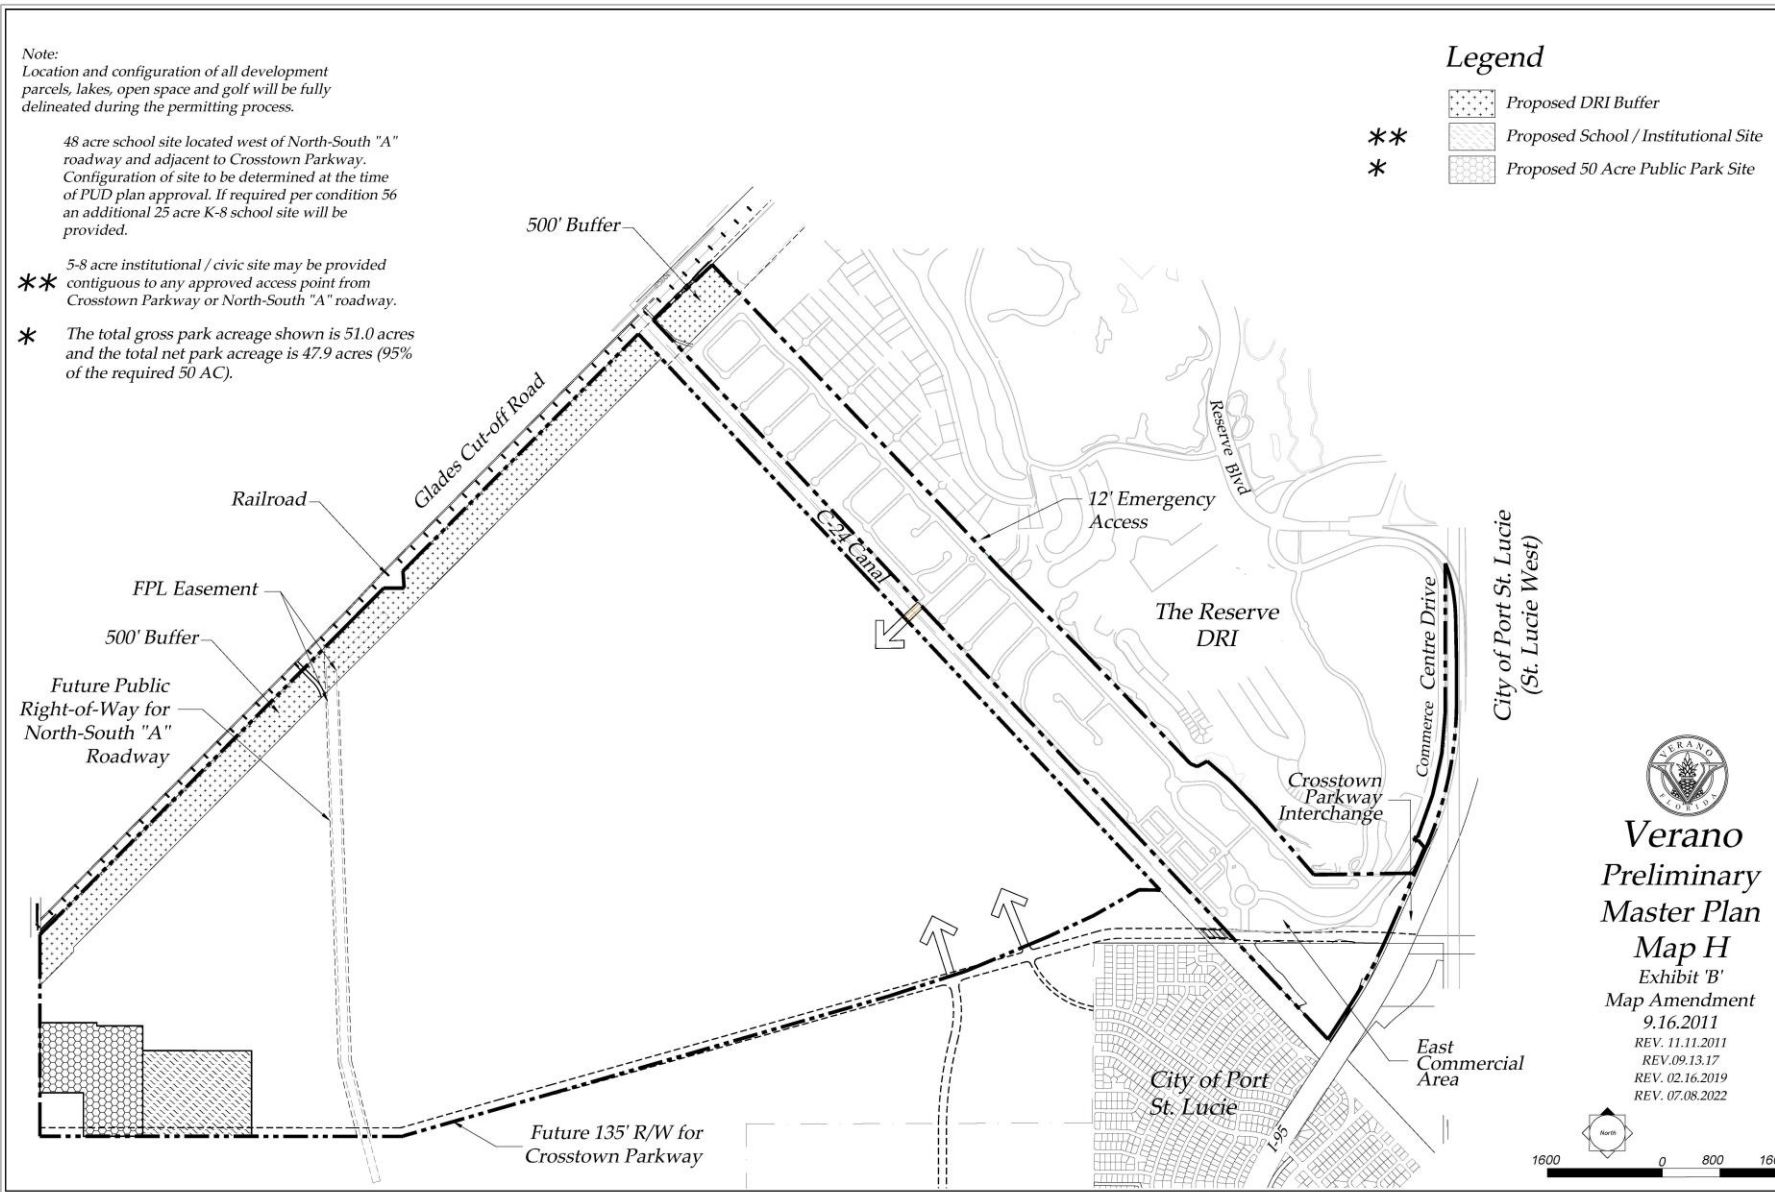 Note:
Location and configuration of all development
parcels, lakes, open space and golf will be fully
delineated during the permitting process.
48 acre school site located west of North-South "A"
roadway and adjacent to Crosstown Parkway.
Configuration of site to be determined at the time
of PUD plan approval. If required per condition 56
an additional 25 acre K-8 school site will be
provided.
** 5-8 acre institutional / civic site may be provided
contiguous to any approved access point from
Crosstown Parkway or North-South "A" roadway.
* The total gross park acreage shown is 51.0 acres
and the total net park acreage is 47.9 acres (95%
of the required 50 AC).
Legend
Proposed DRI Buffer
** Proposed School / Institutional Site
* Proposed 50 Acre Public Park Site
500' Buffer
Glades Cut-off Road
Railroad
FPL Easement
500' Buffer
Future Public
Right-of-Way for
North-South "A"
Roadway
C-24 Canal
12' Emergency
Access
Reserve Blvd
The Reserve
DRI
Commerce Centre Drive
City of Port St. Lucie
(St. Lucie West)
Crosstown
Parkway
Interchange
East
Commercial
Area
City of Port
St. Lucie
I-95
Future 135' R/W for
Crosstown Parkway
VERANO
FLORIDA
Verano
Preliminary
Master Plan
Map H
Exhibit 'B'
Map Amendment
9.16.2011
REV. 11.11.2011
REV.09.13.17
REV. 02.16.2019
REV. 07.08.2022
North
1600 0 800